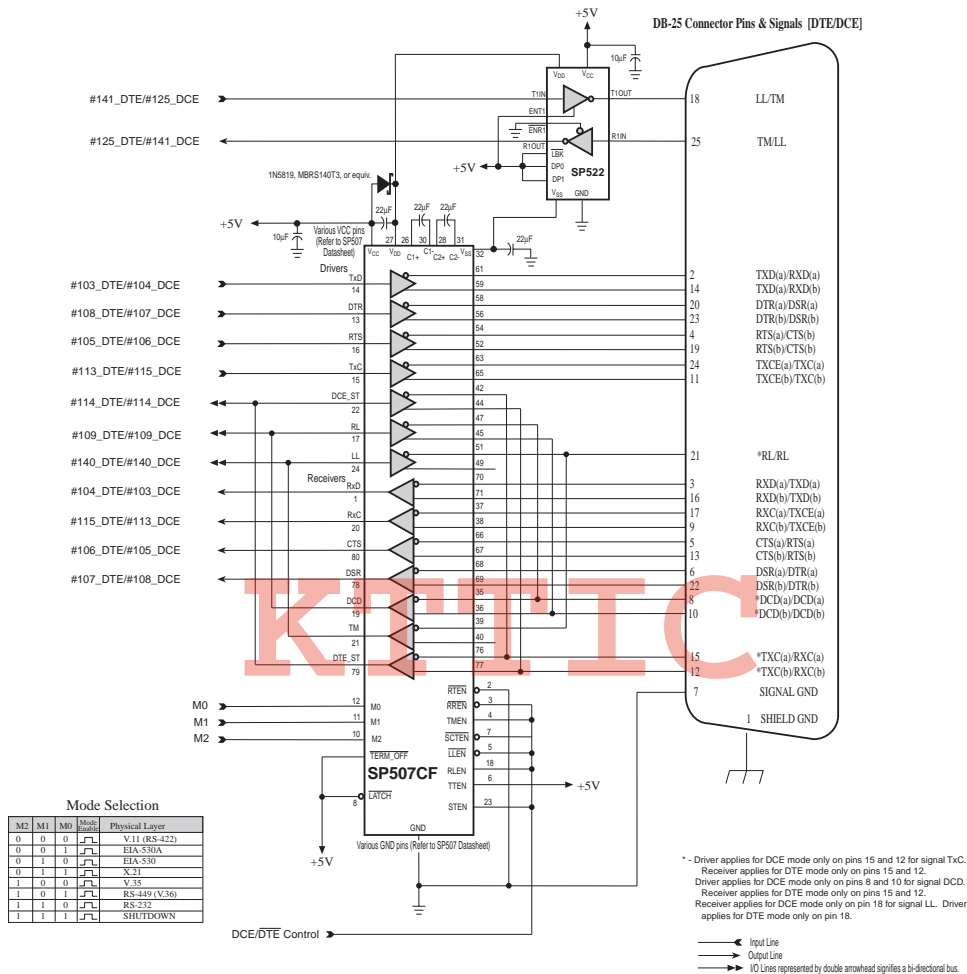 +5V
DB-25 Connector Pins & Signals [DTE/DCE]
10µF
VDD VCC
#141_DTE/#125_DCE T1IN T1OUT 18 LL/TM
ENT1
ENR1
#125_DTE/#141_DCE R1OUT R1IN 25 TM/LL
LBK
+5V DP0
DP1 SP522
VSS GND
1N5819, MBRS140T3, or equiv.
22µF 22µF 22µF
+5V 10µF Various VCC pins
(Refer to SP507
Datasheet)
27 26 30 28 31 32 22µF
VCC VDD C1+ C1- C2+ C2- VSS
Drivers
#103_DTE/#104_DCE TxD 14 61 2 TXD(a)/RXD(a)
59 14 TXD(a)/RXD(b)
#108_DTE/#107_DCE DTR 13 58 20 DTR(a)/DSR(a)
56 23 DTR(b)/DSR(b)
#105_DTE/#106_DCE RTS 16 54 4 RTS(a)/CTS(b)
52 19 RTS(b)/CTS(b)
#113_DTE/#115_DCE TxC 15 63 24 TXCE(a)/TXC(a)
65 11 TXCE(b)/TXC(b)
#114_DTE/#114_DCE DCE_ST 22 42
44
#109_DTE/#109_DCE RL 17 47
45
#140_DTE/#140_DCE LL 24 51 21 *RL/RL
49
Receivers
#104_DTE/#103_DCE RxD 1 70 3 RXD(a)/TXD(a)
71 16 RXD(b)/TXD(b)
#115_DTE/#113_DCE RxC 20 37 17 RXC(a)/TXCE(a)
38 9 RXC(b)/TXCE(b)
#106_DTE/#105_DCE CTS 80 66 5 CTS(a)/RTS(a)
67 13 CTS(b)/RTS(b)
#107_DTE/#108_DCE DSR 78 68 6 DSR(a)/DTR(a)
69 22 DSR(b)/DTR(b)
DCD 19 35 8 *DCD(a)/DCD(a)
36 10 *DCD(b)/DCD(b)
TM 21 39
40
DTE_ST 79 76 15 *TXC(a)/RXC(a)
77 12 *TXC(b)/RXC(b)
KTTIC
7 SIGNAL GND
1 SHIELD GND
M0 12 M0 RTEN 2
M1 11 M1 RREN 3
M2 10 M2 TMEN 4
SCTEN 7
TERM_OFF LLEN 5
SP507CF RLEN 18
TTEN 6 +5V
8 LATCH STEN 23
GND
+5V Various GND pins (Refer to SP507 Datasheet)
DCE/DTE Control
Mode Selection
M2 M1 M0 Mode Enable Physical Layer
0 0 0 V.11 (RS-422)
0 0 1 EIA-530A
0 1 0 EIA-530
0 1 1 X.21
1 0 0 V.35
1 0 1 RS-449 (V.36)
1 1 0 RS-232
1 1 1 SHUTDOWN
* - Driver applies for DCE mode only on pins 15 and 12 for signal TxC.
Receiver applies for DTE mode only on pins 15 and 12.
Driver applies for DCE mode only on pins 8 and 10 for signal DCD.
Receiver applies for DTE mode only on pins 15 and 12.
Receiver applies for DCE mode only on pin 18 for signal LL. Driver
applies for DTE mode only on pin 18.
Input Line
Output Line
I/O Lines represented by double arrowhead signifies a bi-directional bus.